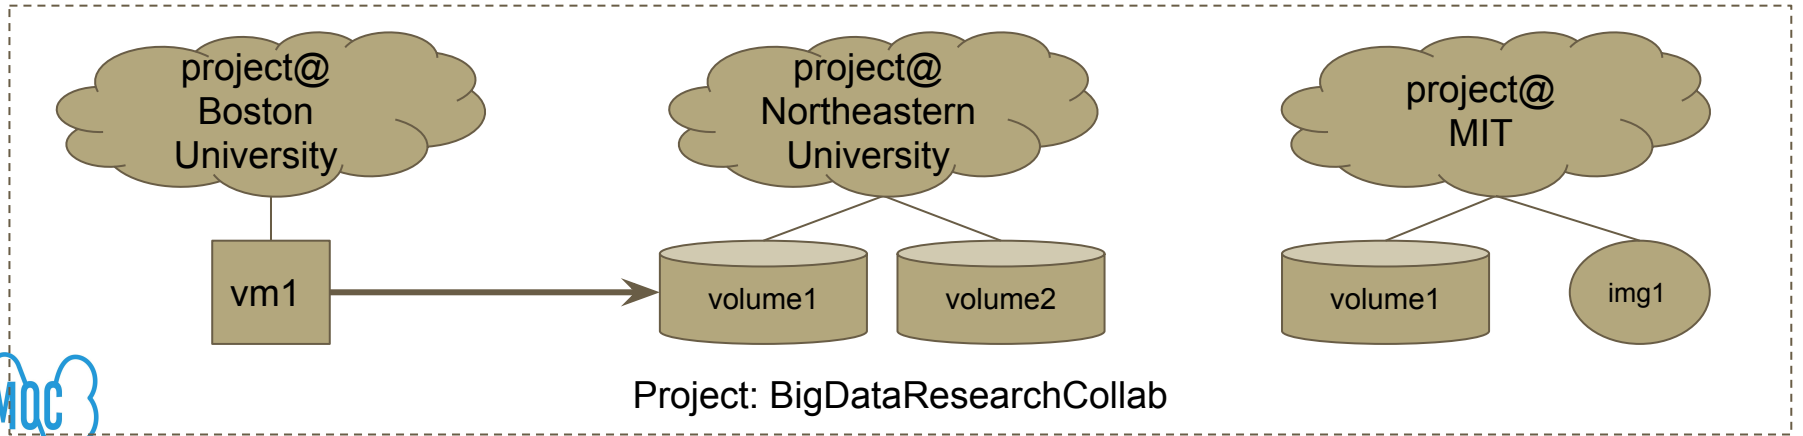 project@
Boston
University
project@
Northeastern
University
project@
MIT
vm1
volume1
volume2
volume1
img1
Project: BigDataResearchCollab
MOC